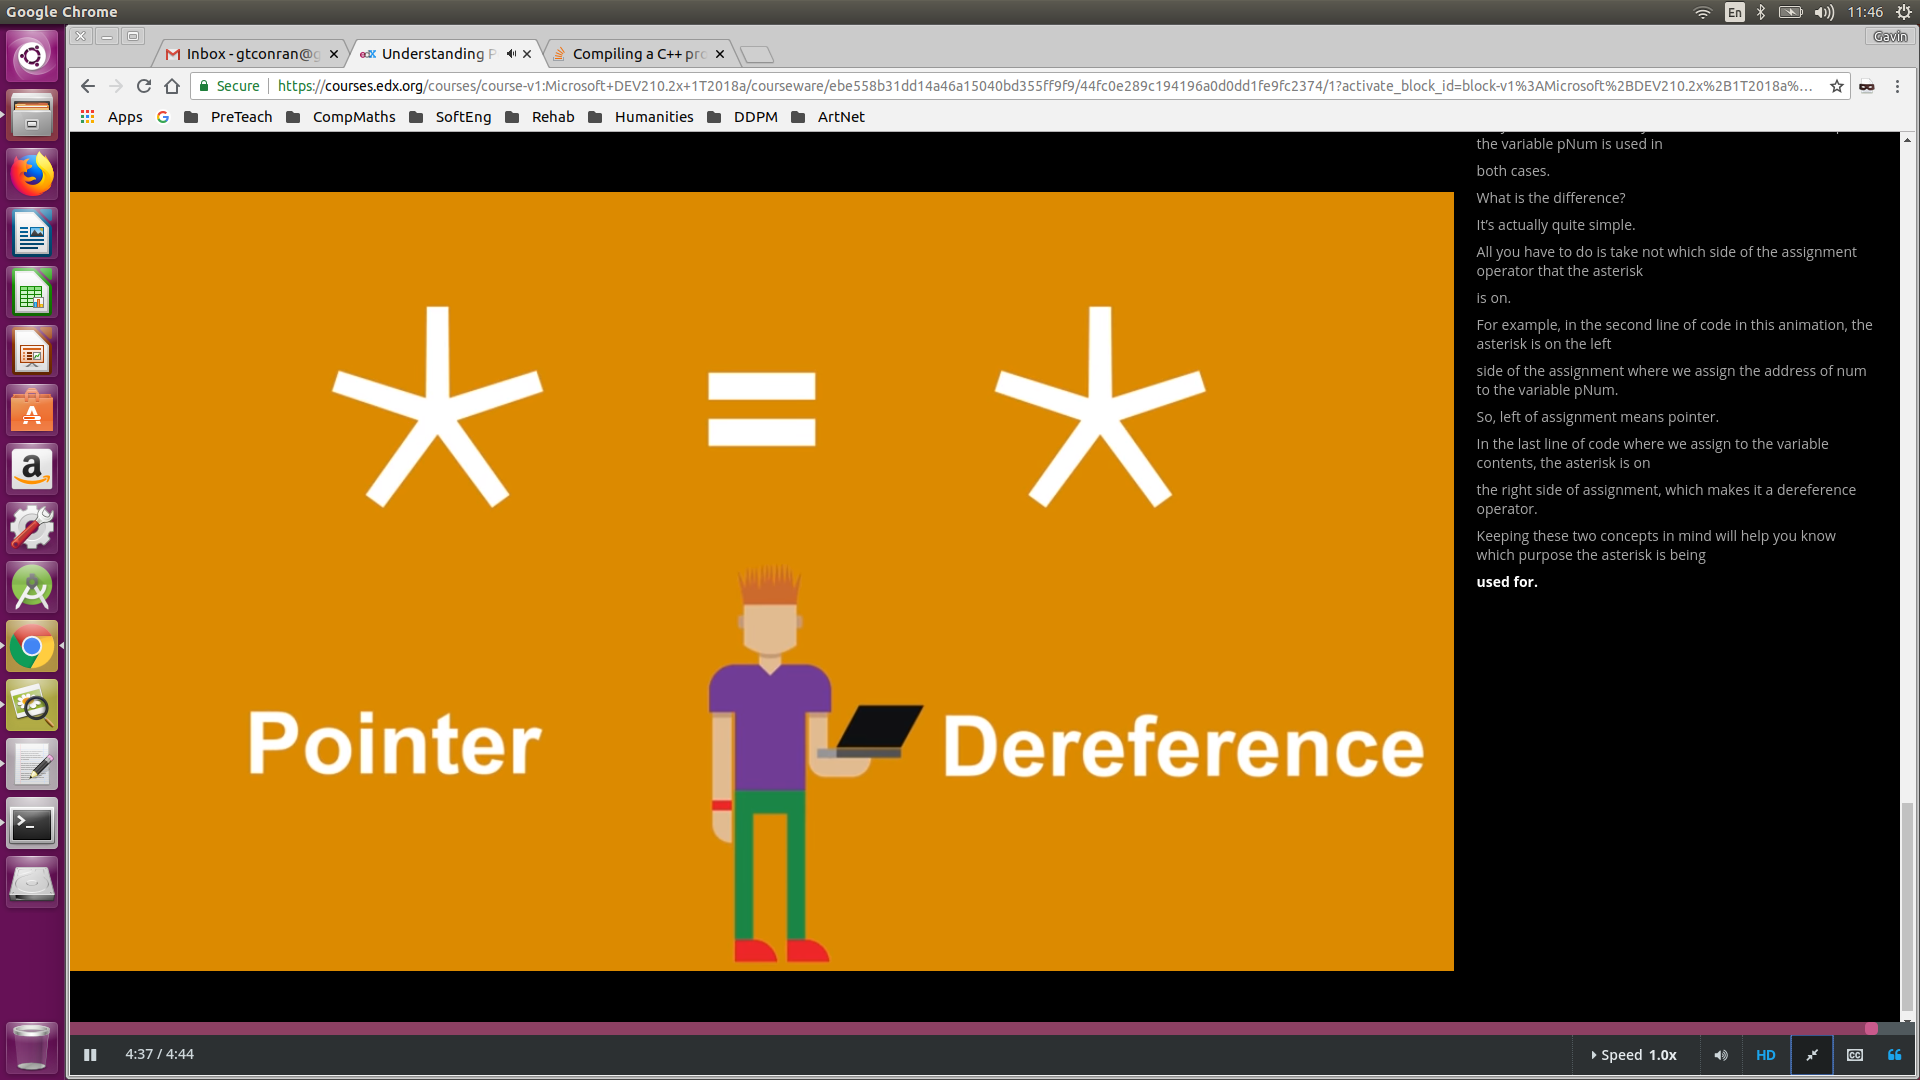 Google Chrome
En
11:46
Gavin
Inbox - gtconran@g
edX Understanding P
Compiling a C++ pro
Secure
https://courses.edx.org/courses/course-v1:Microsoft+DEV210.2x+1T2018a/courseware/ebe558b31dd14a46a15040bd355ff9f9/44fc0e289c194196a0d0dd1fe9fc2374/1?activate_block_id=block-v1%3AMicrosoft%2BDEV210.2x%2B1T2018a%...
Apps
G
PreTeach
CompMaths
SoftEng
Rehab
Humanities
DDPM
ArtNet
the variable pNum is used in
both cases.
What is the difference?
It’s actually quite simple.
All you have to do is take not which side of the assignment
operator that the asterisk
is on.
For example, in the second line of code in this animation, the
asterisk is on the left
side of the assignment where we assign the address of num
to the variable pNum.
So, left of assignment means pointer.
In the last line of code where we assign to the variable
contents, the asterisk is on
the right side of assignment, which makes it a dereference
operator.
Keeping these two concepts in mind will help you know
which purpose the asterisk is being
used for.
* = *
Pointer
Dereference
4:37 / 4:44
Speed 1.0x
HD
CC